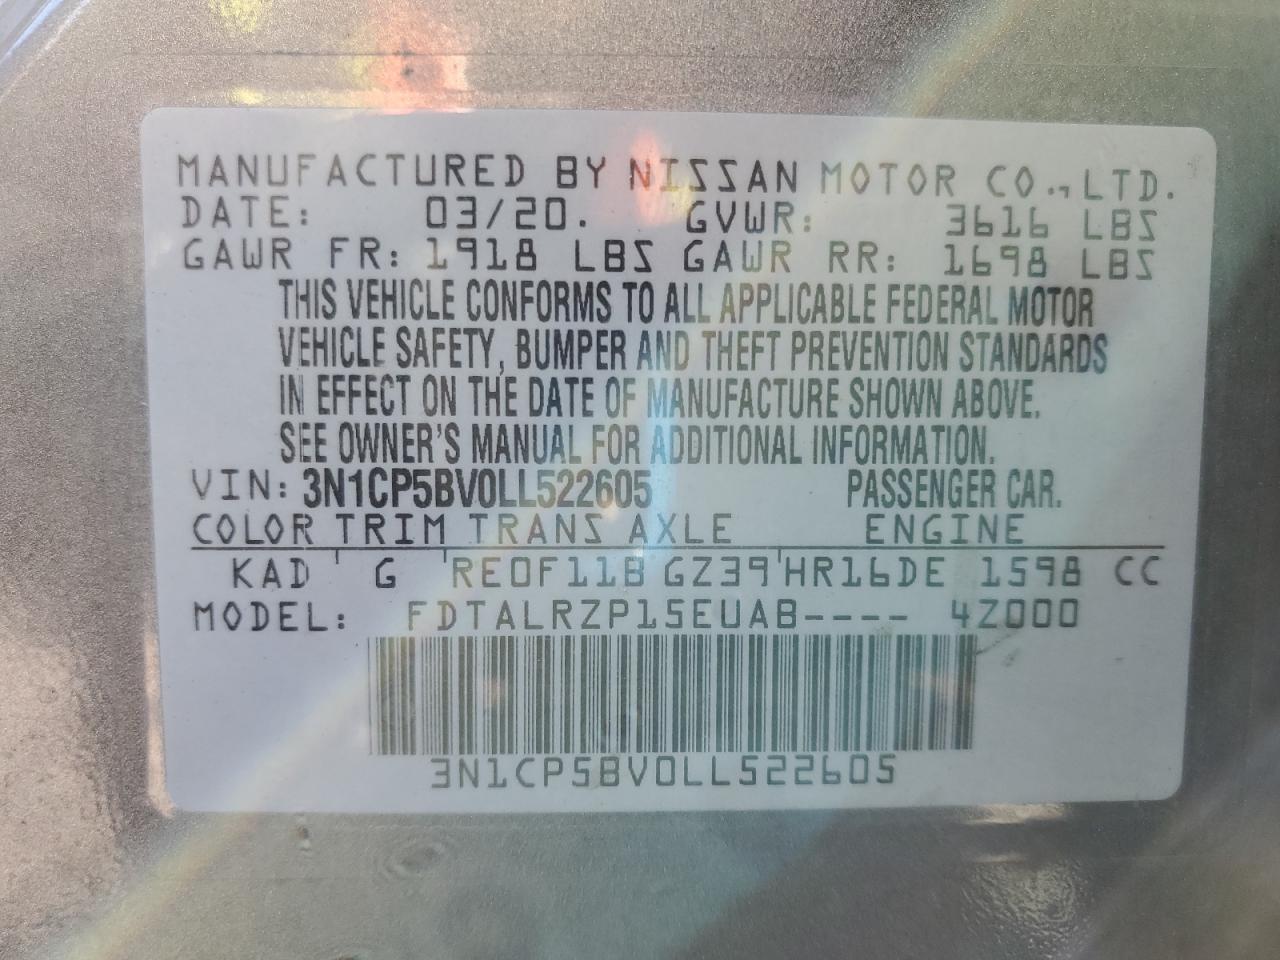 MANUFACTURED BY NISSAN MOTOR CO., LTD.
DATE: 03/20. GVWR: 3616 LBS
GAWR FR: 1918 LBS GAWR RR: 1698 LBS
THIS VEHICLE CONFORMS TO ALL APPLICABLE FEDERAL MOTOR
VEHICLE SAFETY, BUMPER AND THEFT PREVENTION STANDARDS
IN EFFECT ON THE DATE OF MANUFACTURE SHOWN ABOVE.
SEE OWNER'S MANUAL FOR ADDITIONAL INFORMATION.
VIN: 3N1CP5BV0LL522605 PASSENGER CAR.
COLOR TRIM TRANS AXLE ENGINE
KAD G RE0F11B GZ39 HR16DE 1598 CC
MODEL: FDTALRZP15EUAB---- 4Z000
3N1CP5BV0LL522605